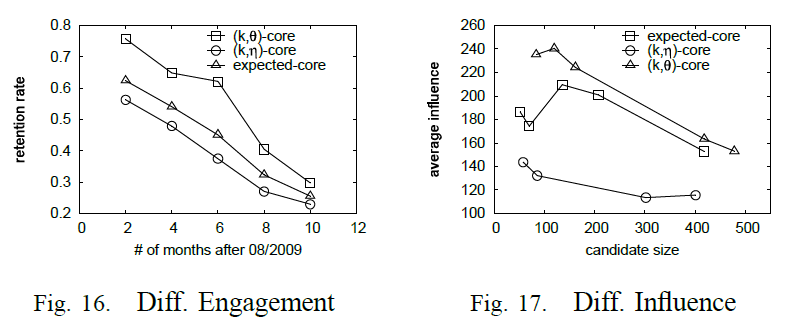 0.8
0.7
0.6
0.5
0.4
0.3
0.2
retention rate
(k,θ)-core
(k,η)-core
expected-core
0 2 4 6 8 10 12
# of months after 08/2009
Fig. 16. Diff. Engagement
260
240
220
200
180
160
140
120
100
average influence
expected-core
(k,η)-core
(k,θ)-core
0 100 200 300 400 500
candidate size
Fig. 17. Diff. Influence